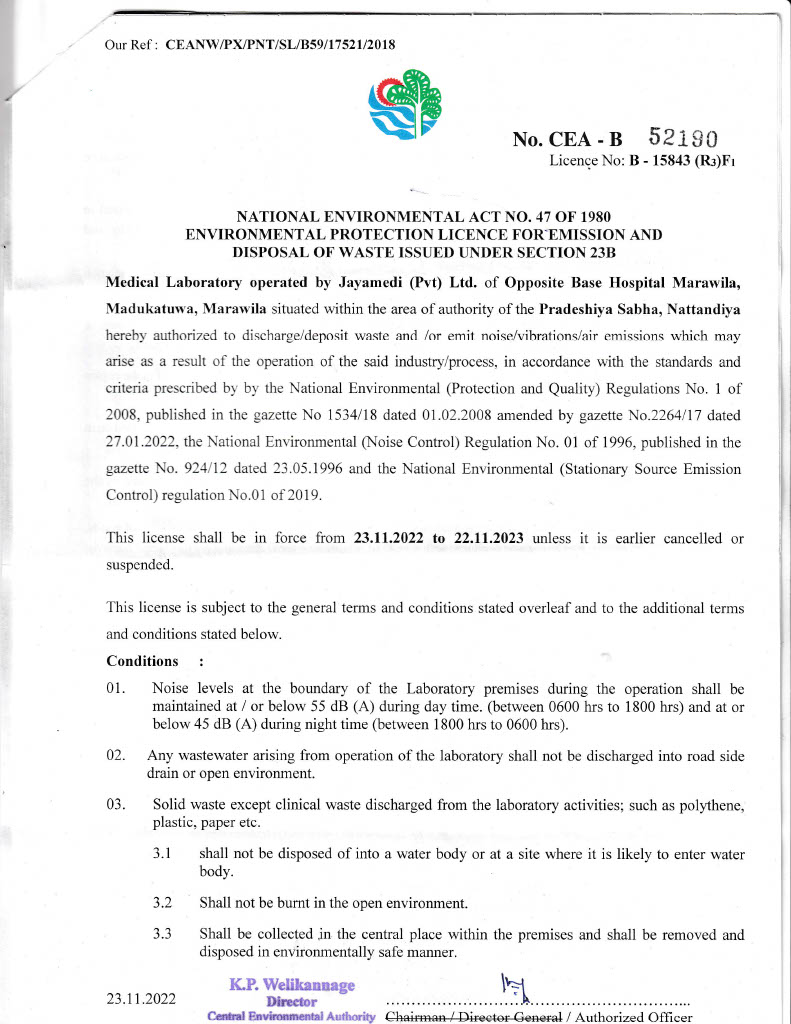 Our Ref : CEANW/PX/PNT/SL/B59/17521/2018
No. CEA - B 52190
Licence No: B - 15843 (R3)F1
NATIONAL ENVIRONMENTAL ACT NO. 47 OF 1980
ENVIRONMENTAL PROTECTION LICENCE FOR EMISSION AND
DISPOSAL OF WASTE ISSUED UNDER SECTION 23B
Medical Laboratory operated by Jayamedi (Pvt) Ltd. of Opposite Base Hospital Marawila,
Madukatuwa, Marawila situated within the area of authority of the Pradeshiya Sabha, Nattandiya
hereby authorized to discharge/deposit waste and /or emit noise/vibrations/air emissions which may
arise as a result of the operation of the said industry/process, in accordance with the standards and
criteria prescribed by by the National Environmental (Protection and Quality) Regulations No. 1 of
2008, published in the gazette No 1534/18 dated 01.02.2008 amended by gazette No.2264/17 dated
27.01.2022, the National Environmental (Noise Control) Regulation No. 01 of 1996, published in the
gazette No. 924/12 dated 23.05.1996 and the National Environmental (Stationary Source Emission
Control) regulation No.01 of 2019.
This license shall be in force from 23.11.2022 to 22.11.2023 unless it is earlier cancelled or
suspended.
This license is subject to the general terms and conditions stated overleaf and to the additional terms
and conditions stated below.
Conditions :
01. Noise levels at the boundary of the Laboratory premises during the operation shall be
maintained at / or below 55 dB (A) during day time. (between 0600 hrs to 1800 hrs) and at or
below 45 dB (A) during night time (between 1800 hrs to 0600 hrs).
02. Any wastewater arising from operation of the laboratory shall not be discharged into road side
drain or open environment.
03. Solid waste except clinical waste discharged from the laboratory activities; such as polythene,
plastic, paper etc.
3.1 shall not be disposed of into a water body or at a site where it is likely to enter water
body.
3.2 Shall not be burnt in the open environment.
3.3 Shall be collected in the central place within the premises and shall be removed and
disposed in environmentally safe manner.
23.11.2022
K.P. Welikannage
Director
Central Environmental Authority
Chairman / Director General / Authorized Officer